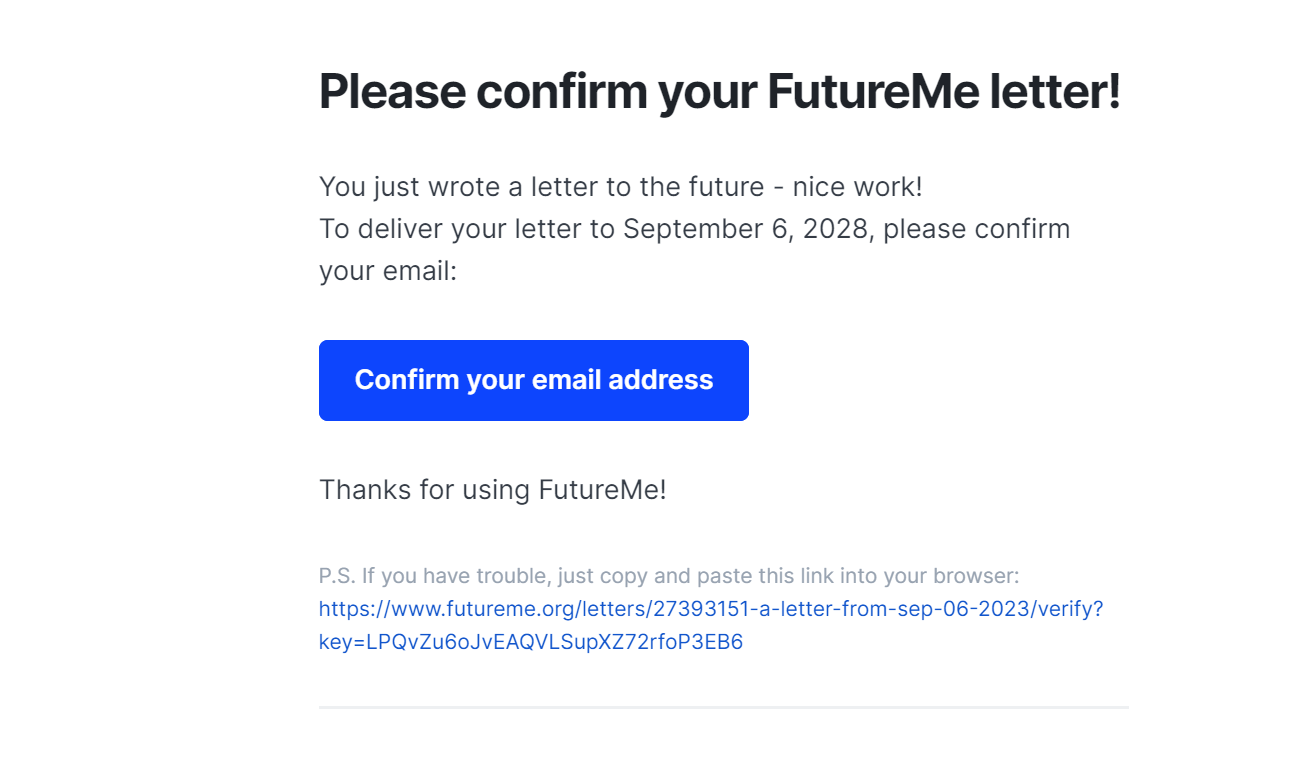 Please confirm your FutureMe letter!
You just wrote a letter to the future - nice work!
To deliver your letter to September 6, 2028, please confirm
your email:
Confirm your email address
Thanks for using FutureMe!
P.S. If you have trouble, just copy and paste this link into your browser:
https://www.futureme.org/letters/27393151-a-letter-from-sep-06-2023/verify?
key=LPQvZu6oJvEAQVLSupXZ72rfoP3EB6